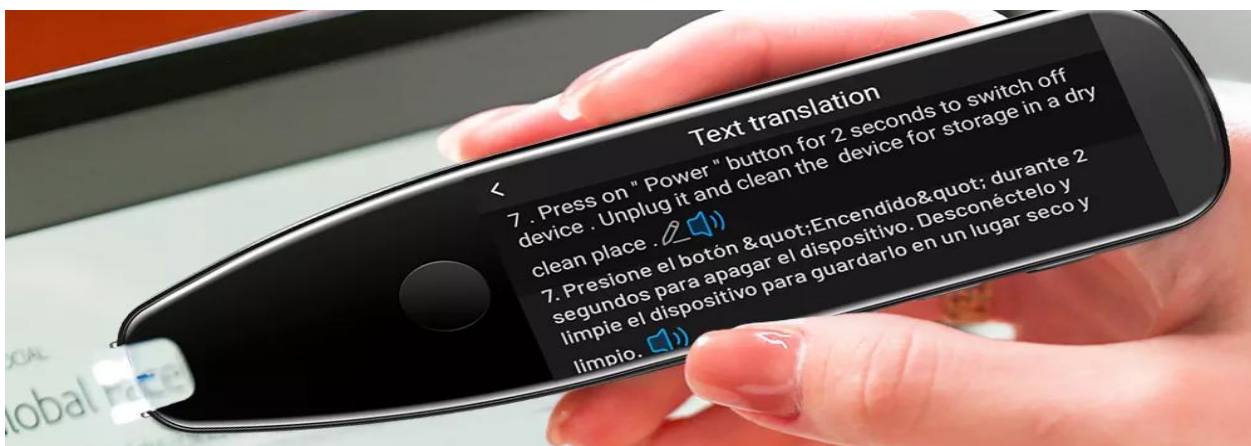 Text translation
<
7 . Press on " Power " button for 2 seconds to switch off
device . Unplug it and clean the device for storage in a dry
clean place .
7. Presione el botón &quot;Encendido&quot; durante 2
segundos para apagar el dispositivo. Desconéctelo y
limpie el dispositivo para guardarlo en un lugar seco y
limpio.
lobal